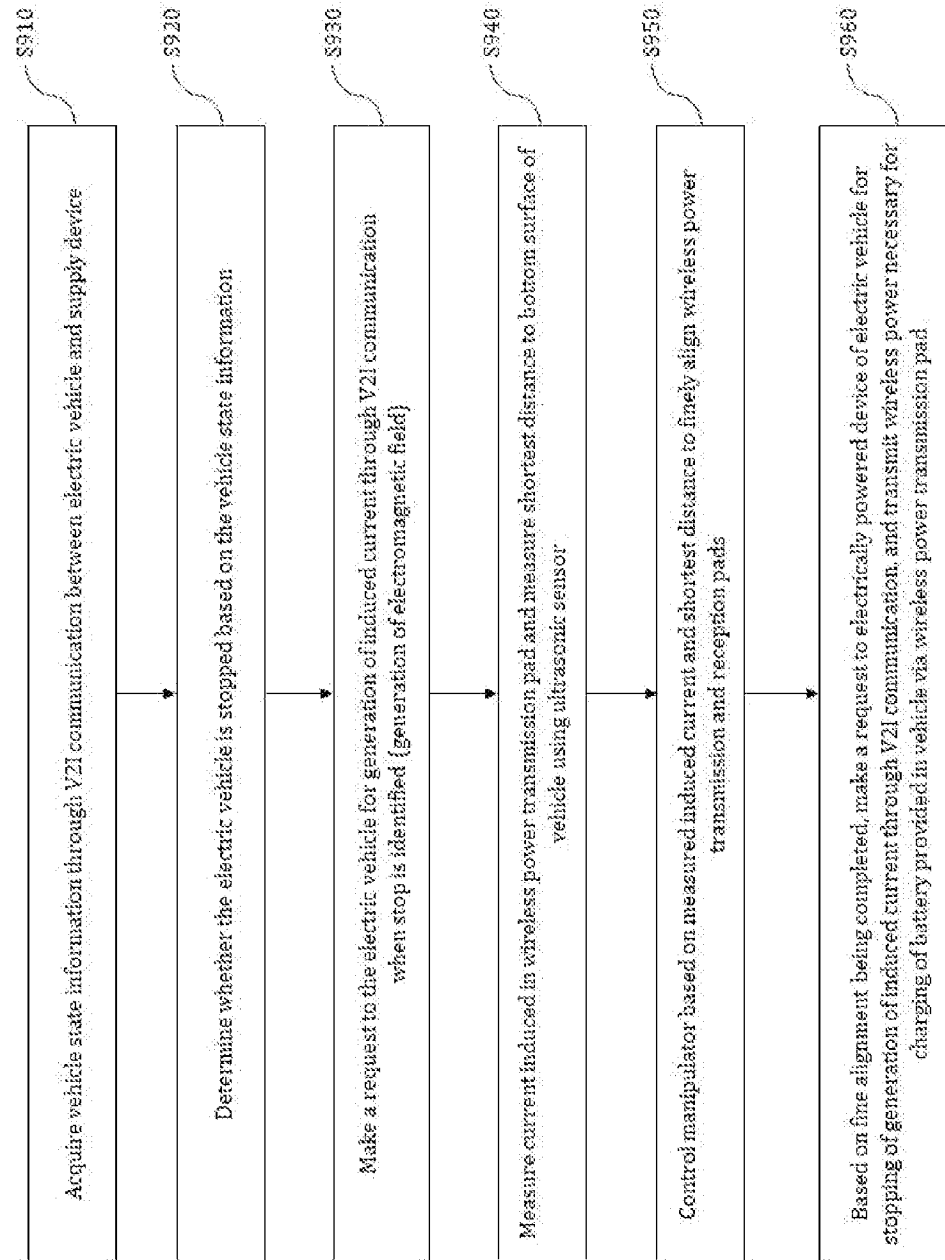 Acquire vehicle state information through V2I communication between electric vehicle and supply device
S910
Determine whether the electric vehicle is stopped based on the vehicle state information
S920
Make a request to the electric vehicle for generation of induced current through V2I communication
when stop is identified (generation of electromagnetic field)
S930
Measure current induced in wireless power transmission pad and measure shortest distance to bottom surface of
vehicle using ultrasonic sensor
S940
Control manipulator based on measured induced current and shortest distance to finely align wireless power
transmission and reception pads
S950
Based on fine alignment being completed, make a request to electrically powered device of electric vehicle for
stopping of generation of induced current through V2I communication, and transmit wireless power necessary for
charging of battery provided in vehicle via wireless power transmission pad
S960